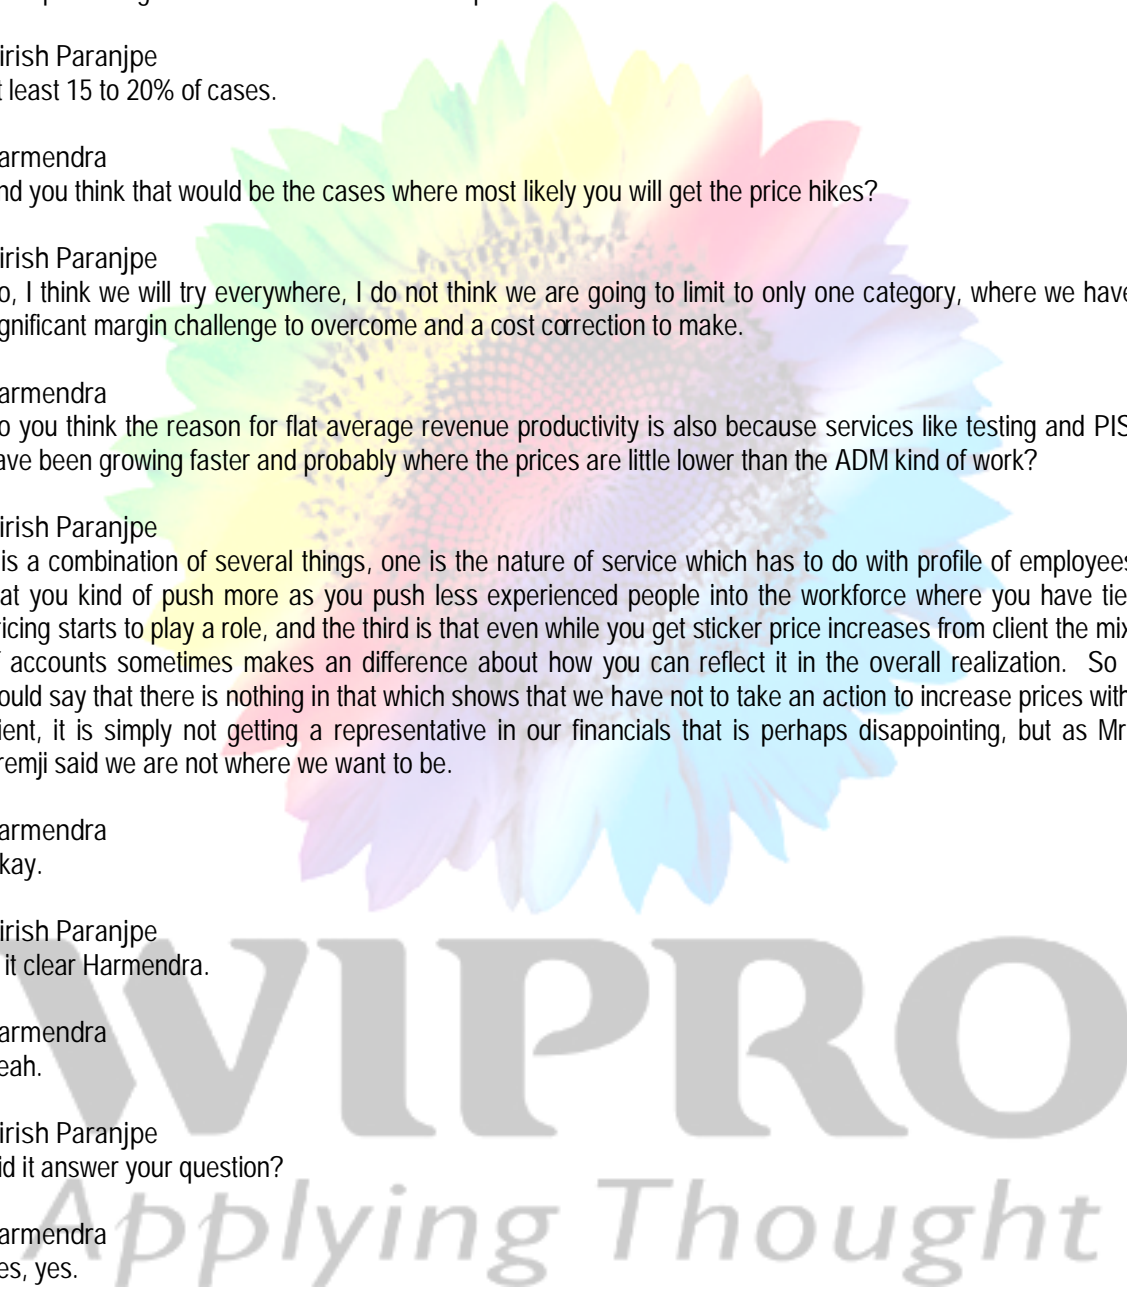 irish Paranjpe
t least 15 to 20% of cases.
armendra
nd you think that would be the cases where most likely you will get the price hikes?
irish Paranjpe
o, I think we will try everywhere, I do not think we are going to limit to only one category, where we have
gnificant margin challenge to overcome and a cost correction to make.
armendra
o you think the reason for flat average revenue productivity is also because services like testing and PIS
ave been growing faster and probably where the prices are little lower than the ADM kind of work?
irish Paranjpe
is a combination of several things, one is the nature of service which has to do with profile of employees
at you kind of push more as you push less experienced people into the workforce where you have tie
ricing starts to play a role, and the third is that even while you get sticker price increases from client the mix
f accounts sometimes makes an difference about how you can reflect it in the overall realization. So
ould say that there is nothing in that which shows that we have not to take an action to increase prices with
ient, it is simply not getting a representative in our financials that is perhaps disappointing, but as Mr
remji said we are not where we want to be.
armendra
kay.
irish Paranjpe
it clear Harmendra.
armendra
eah.
irish Paranjpe
id it answer your question?
armendra
es, yes.
WIPRO
Applying Thought